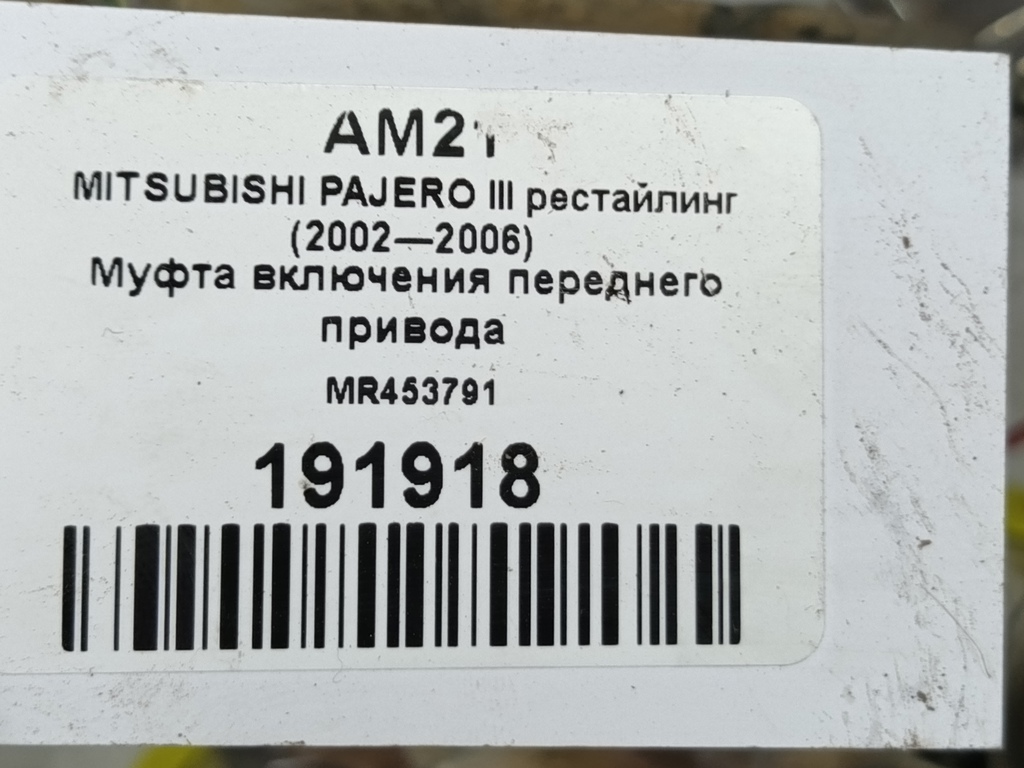 AM21
MITSUBISHI PAJERO III рестайлинг
(2002—2006)
Муфта включения переднего
привода
MR453791
191918